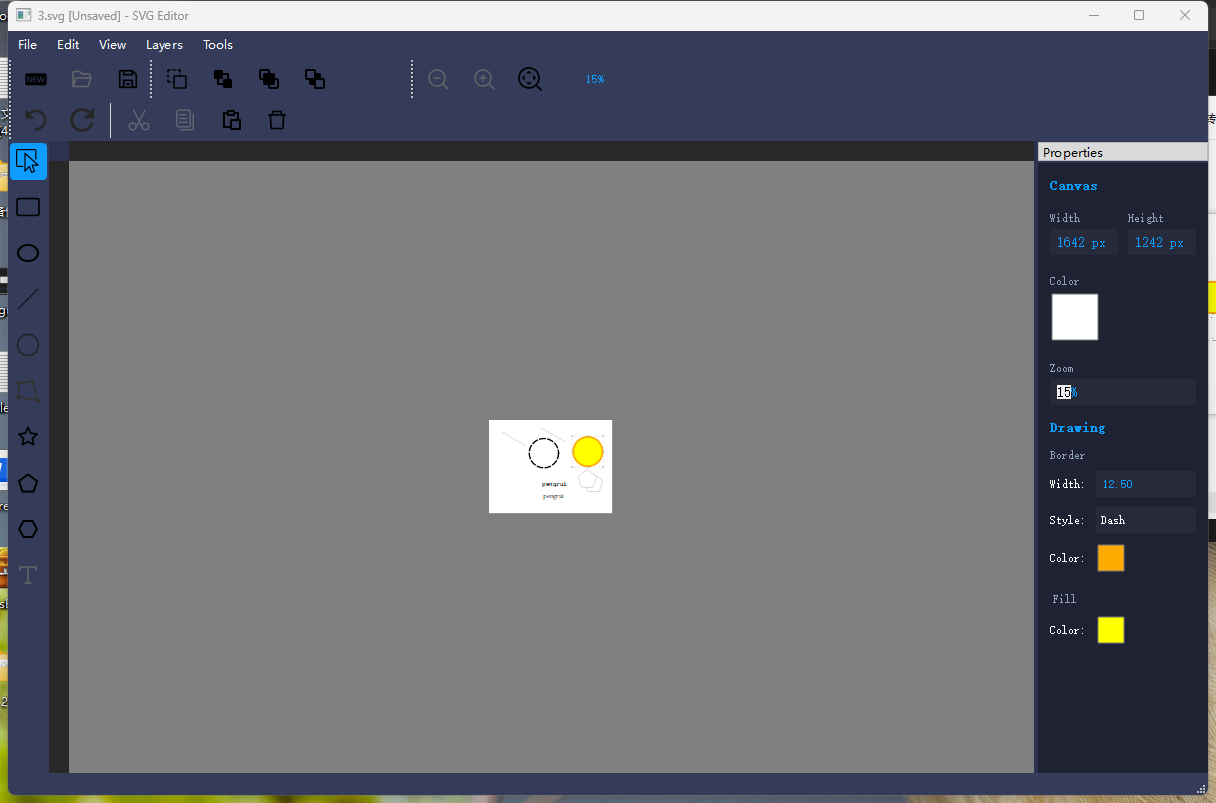 3.svg [Unsaved] - SVG Editor
File Edit View Layers Tools
NEW
15%
Properties
Canvas
Width Height
1642 px 1242 px
Color
Zoom
15%
Drawing
Border
Width: 12.50
Style: Dash
Color:
Fill
Color:
pengrui
pengrui
T